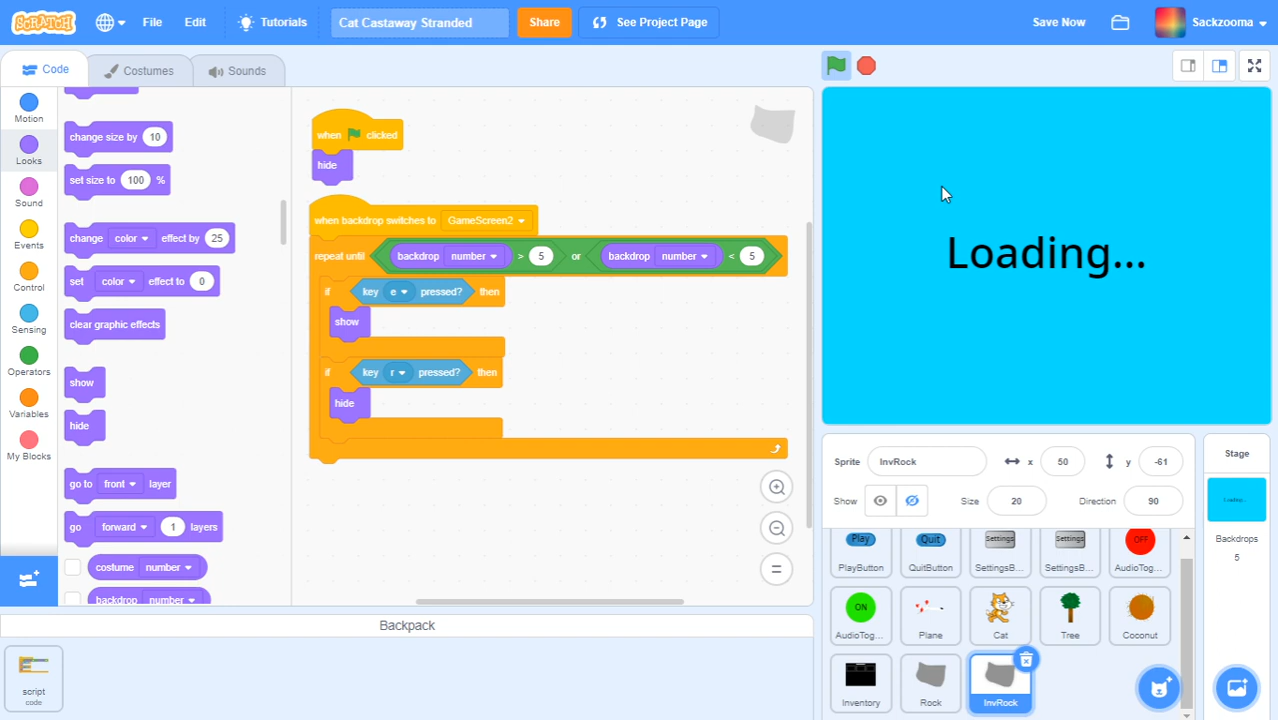 SCRATCH File Edit Tutorials Cat Castaway Stranded Share See Project Page Save Now Sackzooma
Code Costumes Sounds
Motion
Looks
Sound
Events
Control
Sensing
Operators
Variables
My Blocks
change size by 10
set size to 100 %
change color effect by 25
set color effect to 0
clear graphic effects
show
hide
go to front layer
go forward 1 layers
costume number
backdrop number
when clicked
hide
when backdrop switches to GameScreen2
repeat until backdrop number > 5 or backdrop number < 5
if key e pressed? then
show
if key r pressed? then
hide
Loading...
Sprite InvRock x 50 y -61
Show Size 20 Direction 90
Play Quit Settings Settings OFF
PlayButton QuitButton SettingsB... SettingsB... AudioTog...
ON
AudioTog... Plane Cat Tree Coconut
Inventory Rock InvRock
Stage
Loading...
Backdrops
5
Backpack
script
code